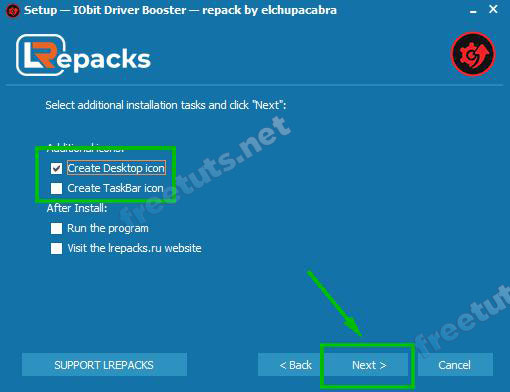 Setup — IObit Driver Booster — repack by elchupacabra
LRepacks
Select additional installation tasks and click "Next":
Additional icons:
Create Desktop icon
Create TaskBar icon
After Install:
Run the program
Visit the lrepacks.ru website
freetuts.net
freetuts.net
SUPPORT LREPACKS
< Back
Next >
Cancel